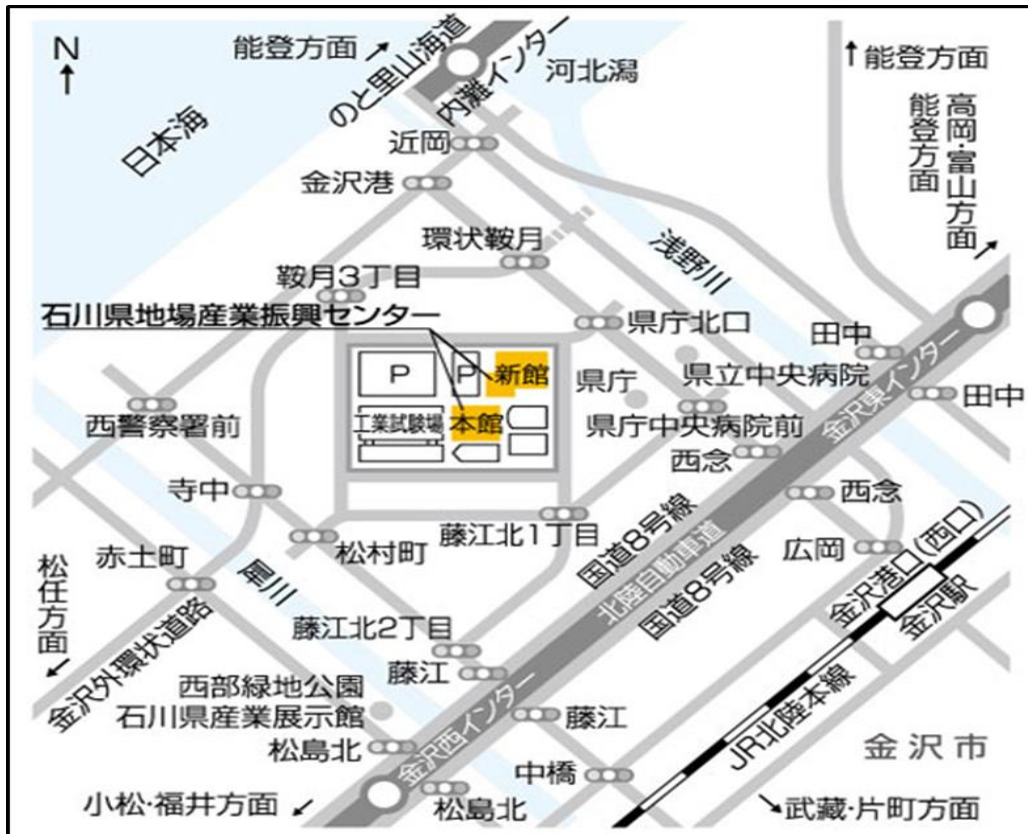 N
能登方面
のと里山海道
内灘インター
河北潟
能登方面
日本海
高岡・富山方面
能登方面
近岡
金沢港
環状鞍月
浅野川
鞍月3丁目
石川県地場産業振興センター
県庁北口
田中
P
P
新館
県庁
県立中央病院
金沢東インター
田中
西警察署前
工業試験場
本館
県庁中央病院前
西念
寺中
西念
藤江北1丁目
国道8号線
松村町
広岡
赤土町
北陸自動車道
国道8号線
金沢港口(西口)
金沢駅
松任方面
犀川
藤江北2丁目
金沢外環状道路
藤江
西部緑地公園
石川県産業展示館
金沢西インター
藤江
JR北陸本線
金沢市
松島北
中橋
小松・福井方面
松島北
武蔵・片町方面